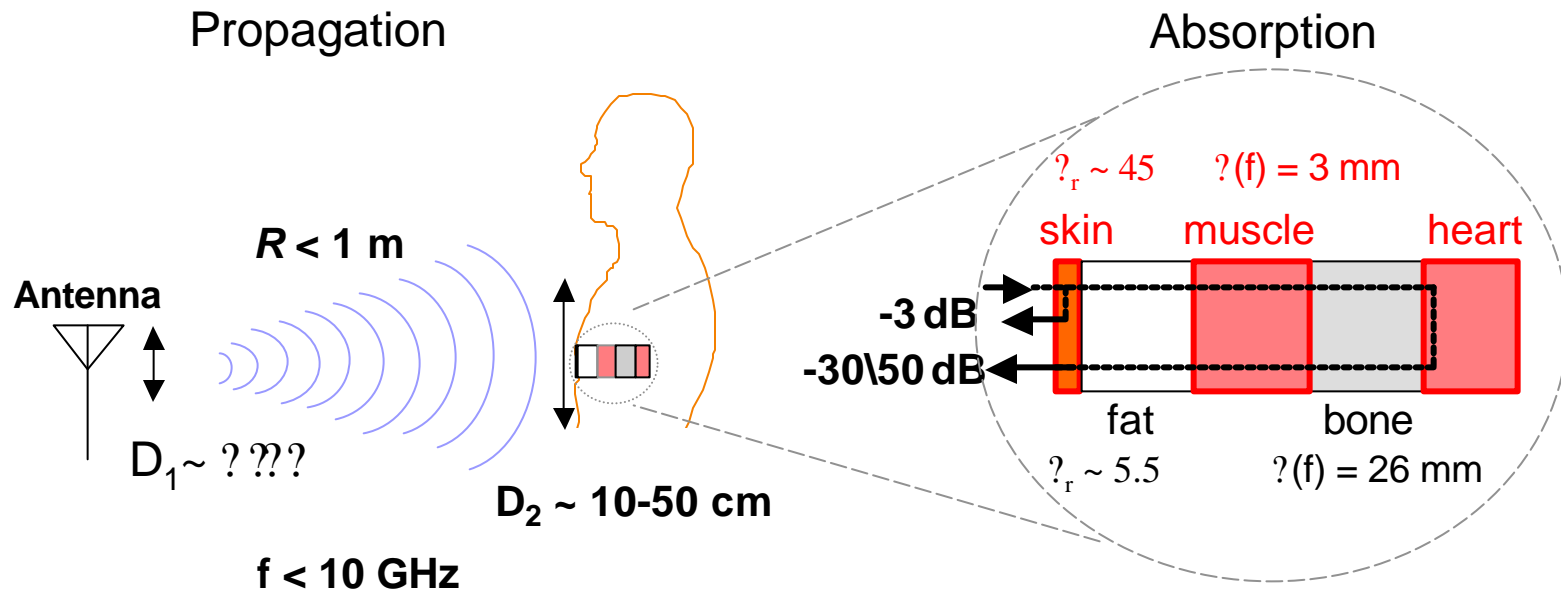 Propagation
Absorption
?r ~ 45
?(f) = 3 mm
skin
muscle
heart
R < 1 m
Antenna
-3 dB
-30\50 dB
fat
bone
D1~ ????
?r ~ 5.5
?(f) = 26 mm
D2 ~ 10-50 cm
f < 10 GHz